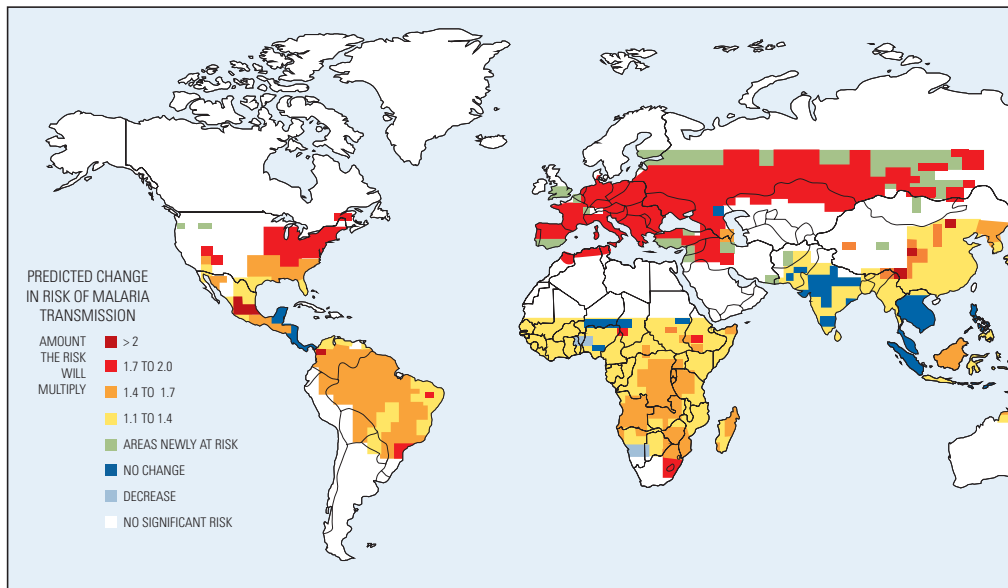 PREDICTED CHANGE
IN RISK OF MALARIA
TRANSMISSION
AMOUNT
THE RISK
WILL
MULTIPLY
> 2
1.7 TO 2.0
1.4 TO 1.7
1.1 TO 1.4
AREAS NEWLY AT RISK
NO CHANGE
DECREASE
NO SIGNIFICANT RISK